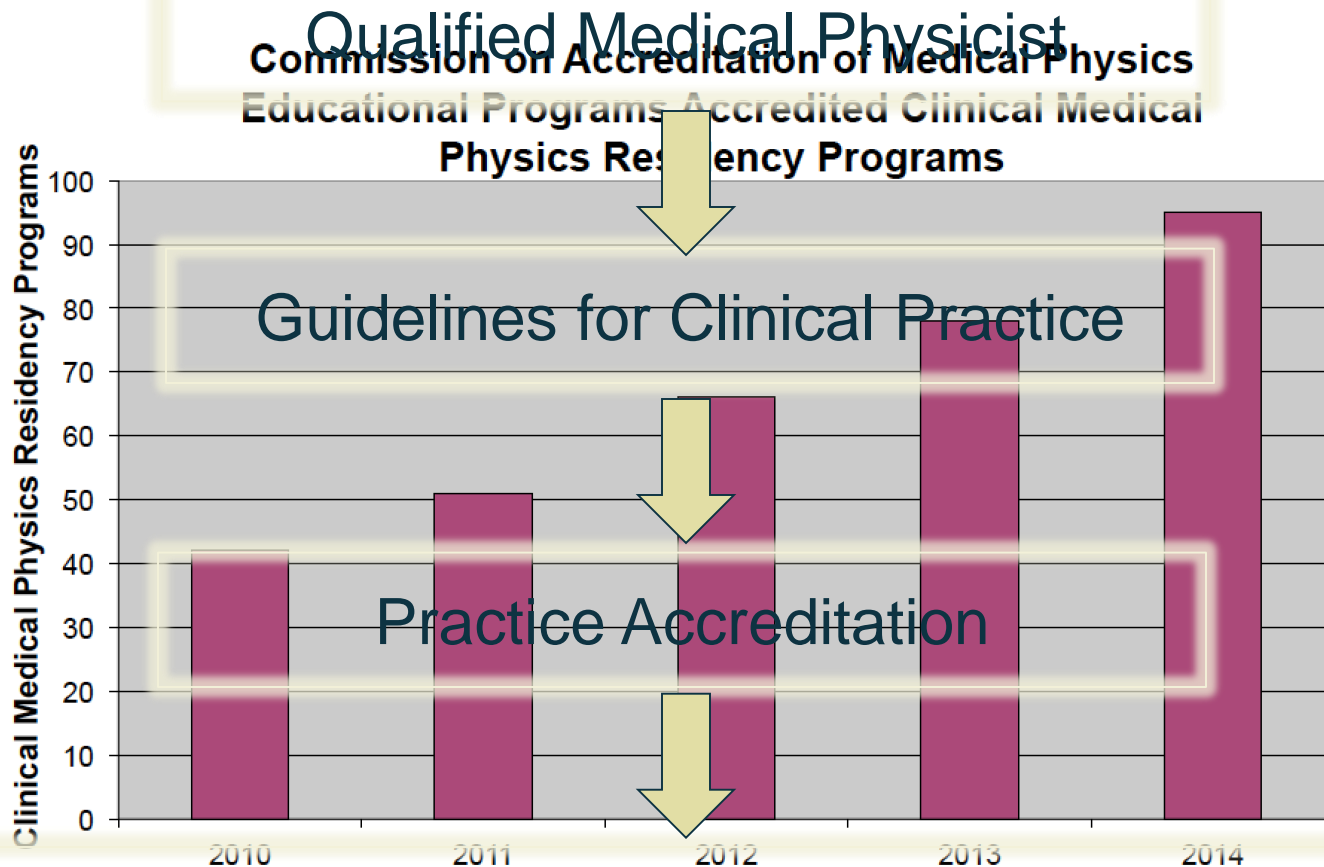 Qualified Medical Physicist
Commission on Accreditation of Medical Physics
Educational Programs Accredited Clinical Medical
Physics Residency Programs
Clinical Medical Physics Residency Programs
100
90
80
70
60
50
40
30
20
10
0
Guidelines for Clinical Practice
Practice Accreditation
2010 2011 2012 2013 2014